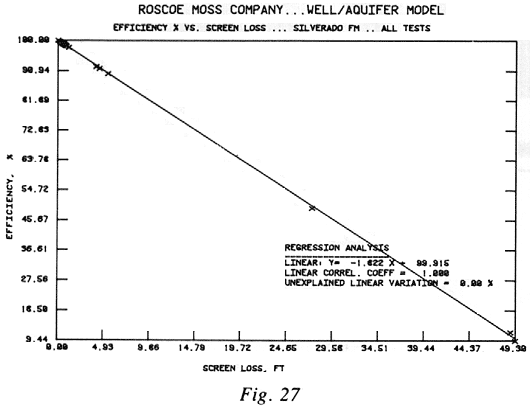 ROSCOE MOSS COMPANY...WELL/AQUIFER MODEL
EFFICIENCY % VS. SCREEN LOSS ... SILVERADO FM .. ALL TESTS
100.00
90.94
81.89
72.83
63.76
54.72
45.67
36.61
27.56
18.50
9.44
EFFICIENCY, %
REGRESSION ANALYSIS
LINEAR: Y= -1.822 X + 99.915
LINEAR CORREL. COEFF = 1.000
UNEXPLAINED LINEAR VARIATION = 0.00 %
0.00 4.93 9.86 14.79 19.72 24.65 29.58 34.51 39.44 44.37 49.30
SCREEN LOSS, FT
Fig. 27